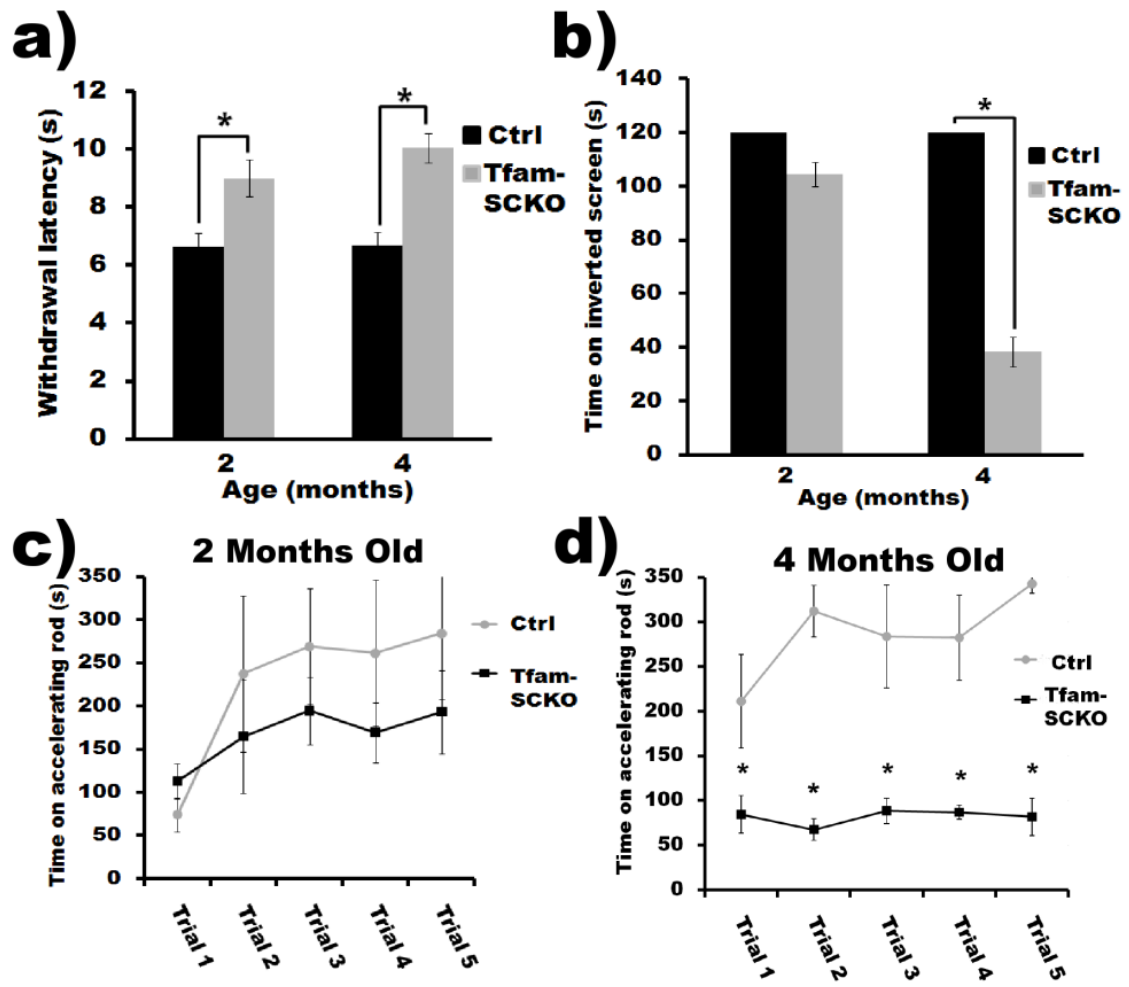 a)
Withdrawal latency (s)
12
10
8
6
4
2
0
*
*
Ctrl
Tfam-
SCKO
2
4
Age (months)
b)
Time on inverted screen (s)
140
120
100
80
60
40
20
0
*
Ctrl
Tfam-
SCKO
2
4
Age (months)
c)
2 Months Old
Time on accelerating rod (s)
350
300
250
200
150
100
50
0
Ctrl
Tfam-
SCKO
Trial 1
Trial 2
Trial 3
Trial 4
Trial 5
d)
4 Months Old
Time on accelerating rod (s)
350
300
250
200
150
100
50
0
Ctrl
Tfam-
SCKO
*
*
*
*
*
Trial 1
Trial 2
Trial 3
Trial 4
Trial 5